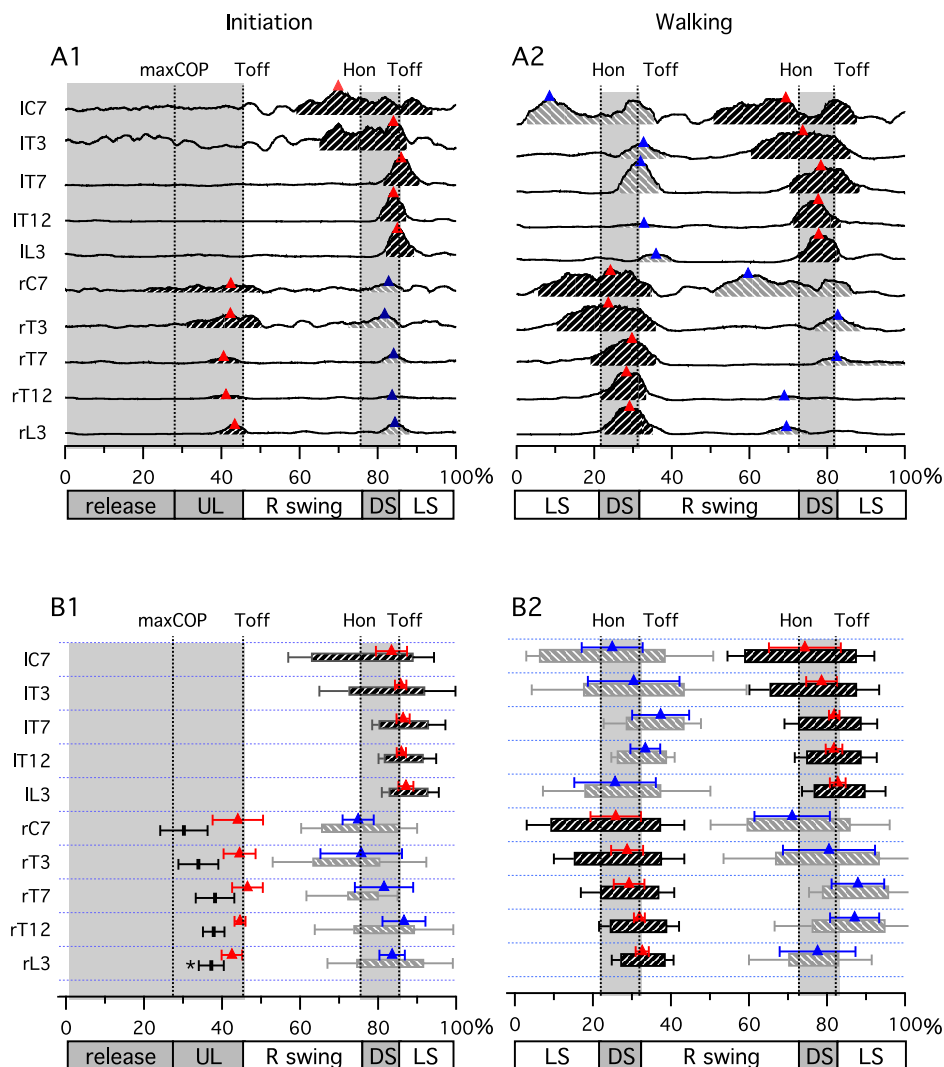 Initiation Walking
A1 A2
maxCOP Toff Hon Toff Hon Toff Hon Toff
lC7
lT3
lT7
lT12
lL3
rC7
rT3
rT7
rT12
rL3
0 20 40 60 80 100% 0 20 40 60 80 100%
release UL R swing DS LS LS DS R swing DS LS
B1 B2
maxCOP Toff Hon Toff Hon Toff Hon Toff
lC7
lT3
lT7
lT12
lL3
rC7
rT3
rT7
rT12
rL3 *
0 20 40 60 80 100% 0 20 40 60 80 100%
release UL R swing DS LS LS DS R swing DS LS